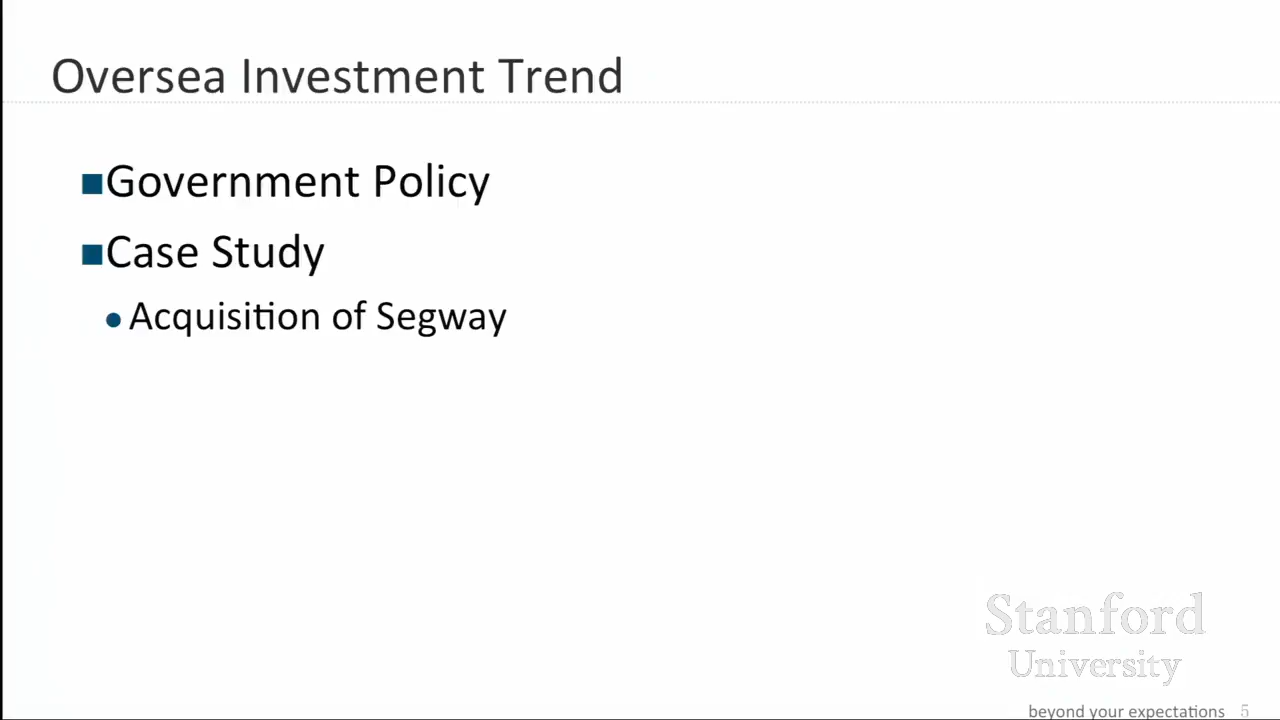 Oversea Investment Trend
Government Policy
Case Study
Acquisition of Segway
Stanford
University
beyond your expectations 5